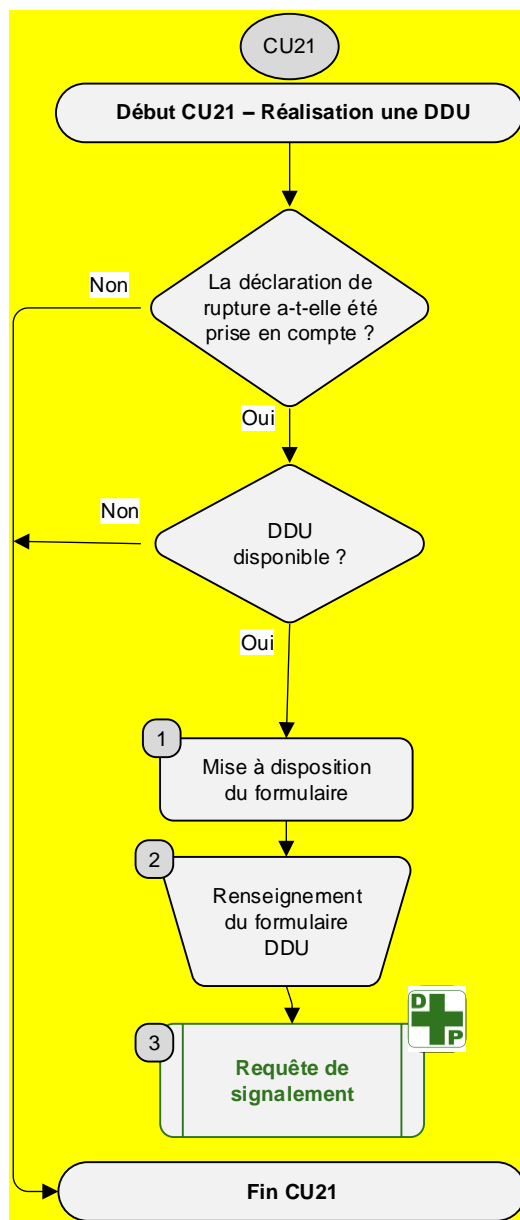 CU21
Début CU21 – Réalisation une DDU
La déclaration de
rupture a-t-elle été
prise en compte ?
Non
Oui
DDU
disponible ?
Non
Oui
1
Mise à disposition
du formulaire
2
Renseignement
du formulaire
DDU
D
P
3
Requête de
signalement
Fin CU21